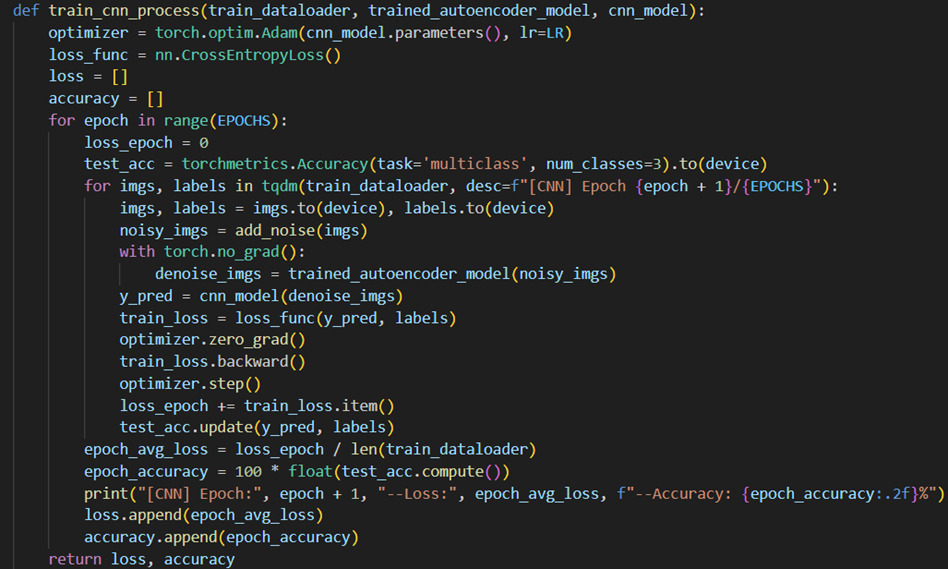 def train_cnn_process(train_dataloader, trained_autoencoder_model, cnn_model):
    optimizer = torch.optim.Adam(cnn_model.parameters(), lr=LR)
    loss_func = nn.CrossEntropyLoss()
    loss = []
    accuracy = []
    for epoch in range(EPOCHS):
        loss_epoch = 0
        test_acc = torchmetrics.Accuracy(task='multiclass', num_classes=3).to(device)
        for imgs, labels in tqdm(train_dataloader, desc=f"[CNN] Epoch {epoch + 1}/{EPOCHS}"):
            imgs, labels = imgs.to(device), labels.to(device)
            noisy_imgs = add_noise(imgs)
            with torch.no_grad():
                denoise_imgs = trained_autoencoder_model(noisy_imgs)
            y_pred = cnn_model(denoise_imgs)
            train_loss = loss_func(y_pred, labels)
            optimizer.zero_grad()
            train_loss.backward()
            optimizer.step()
            loss_epoch += train_loss.item()
            test_acc.update(y_pred, labels)
        epoch_avg_loss = loss_epoch / len(train_dataloader)
        epoch_accuracy = 100 * float(test_acc.compute())
        print("[CNN] Epoch:", epoch + 1, "--Loss:", epoch_avg_loss, f"--Accuracy: {epoch_accuracy:.2f}%")
        loss.append(epoch_avg_loss)
        accuracy.append(epoch_accuracy)
    return loss, accuracy